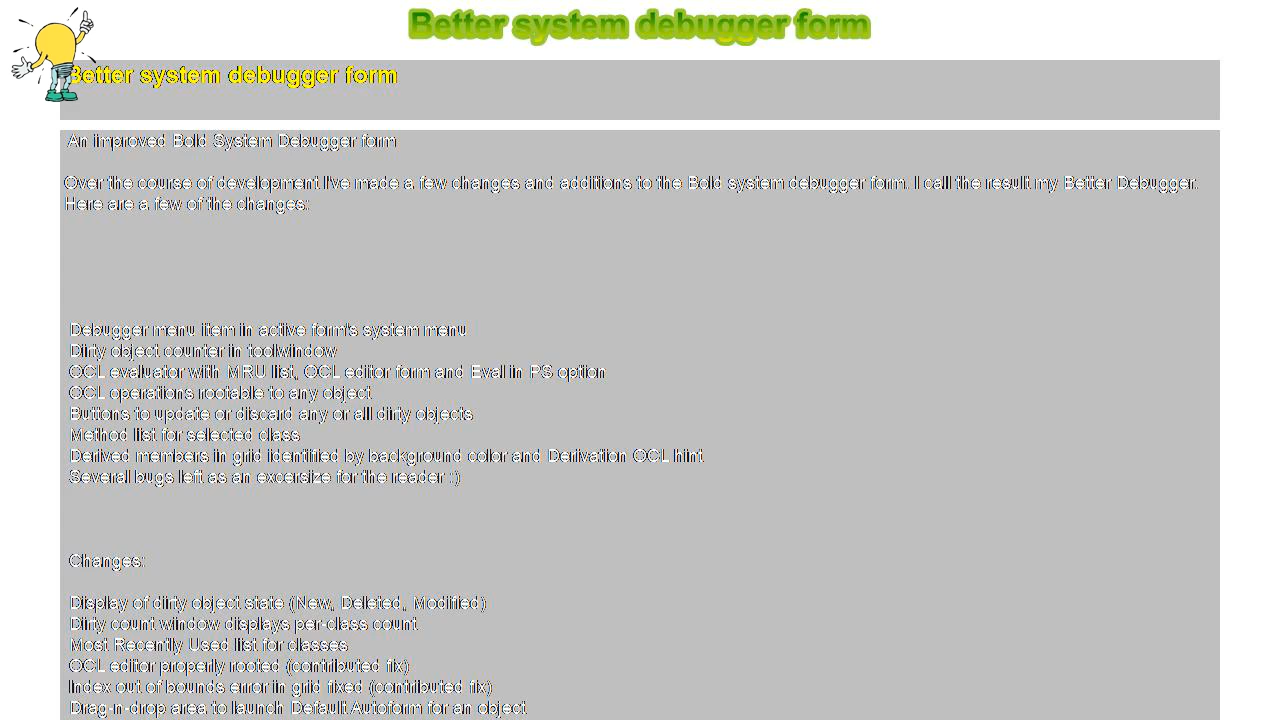 Better system debugger form
Better system debugger form
An improved Bold System Debugger form
Over the course of development I've made a few changes and additions to the Bold system debugger form. I call the result my Better Debugger.
Here are a few of the changes:
Debugger menu item in active form's system menu
Dirty object counter in toolwindow
OCL evaluator with MRU list, OCL editor form and Eval in PS option
OCL operations rootable to any object
Buttons to update or discard any or all dirty objects
Method list for selected class
Derived members in grid identified by background color and Derivation OCL hint
Several bugs left as an excersize for the reader :)
Changes:
Display of dirty object state (New, Deleted, Modified)
Dirty count window displays per-class count
Most Recently Used list for classes
OCL editor properly rooted (contributed fix)
Index out of bounds error in grid fixed (contributed fix)
Drag-n-drop area to launch Default Autoform for an object